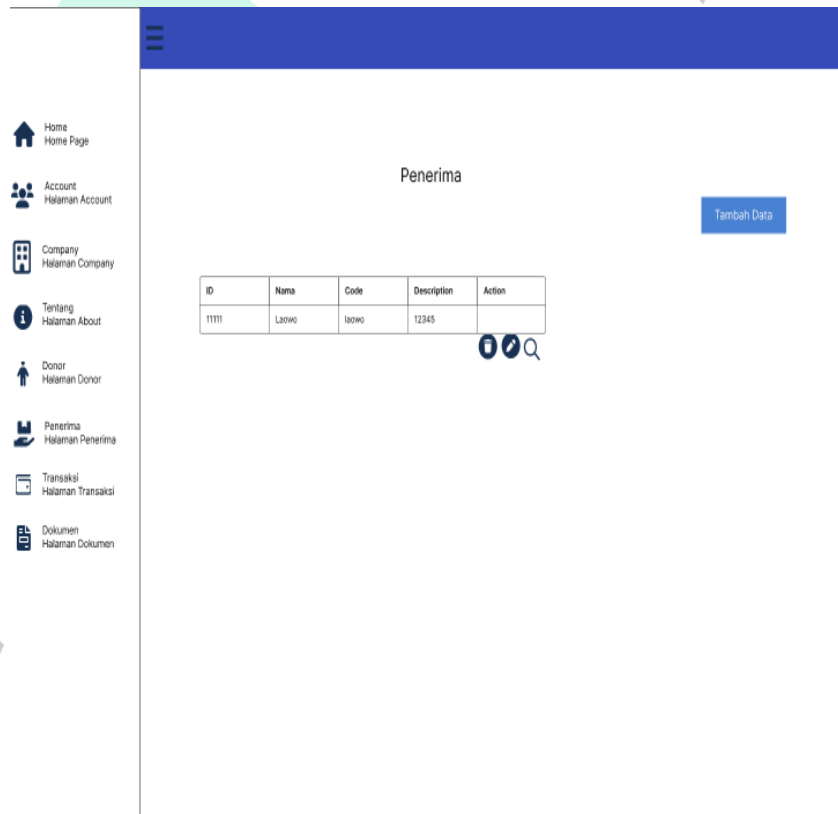 Home
Home Page
Account
Halaman Account
Company
Halaman Company
Tentang
Halaman About
Donor
Halaman Donor
Penerima
Halaman Penerima
Transaksi
Halaman Transaksi
Dokumen
Halaman Dokumen
Penerima
Tambah Data
ID Nama Code Description Action
11111 Laowo laowo 12345